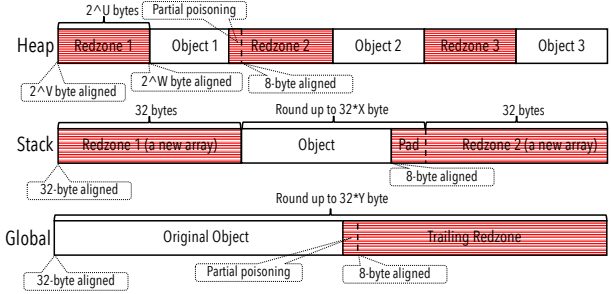 2^U bytes
Partial poisoning
Heap
Redzone 1
Object 1
Redzone 2
Object 2
Redzone 3
Object 3
2^V byte aligned
2^W byte aligned
8-byte aligned
32 bytes
Round up to 32*X byte
32 bytes
Stack
Redzone 1 (a new array)
Object
Pad
Redzone 2 (a new array)
32-byte aligned
8-byte aligned
Round up to 32*Y byte
Global
Original Object
Trailing Redzone
Partial poisoning
8-byte aligned
32-byte aligned